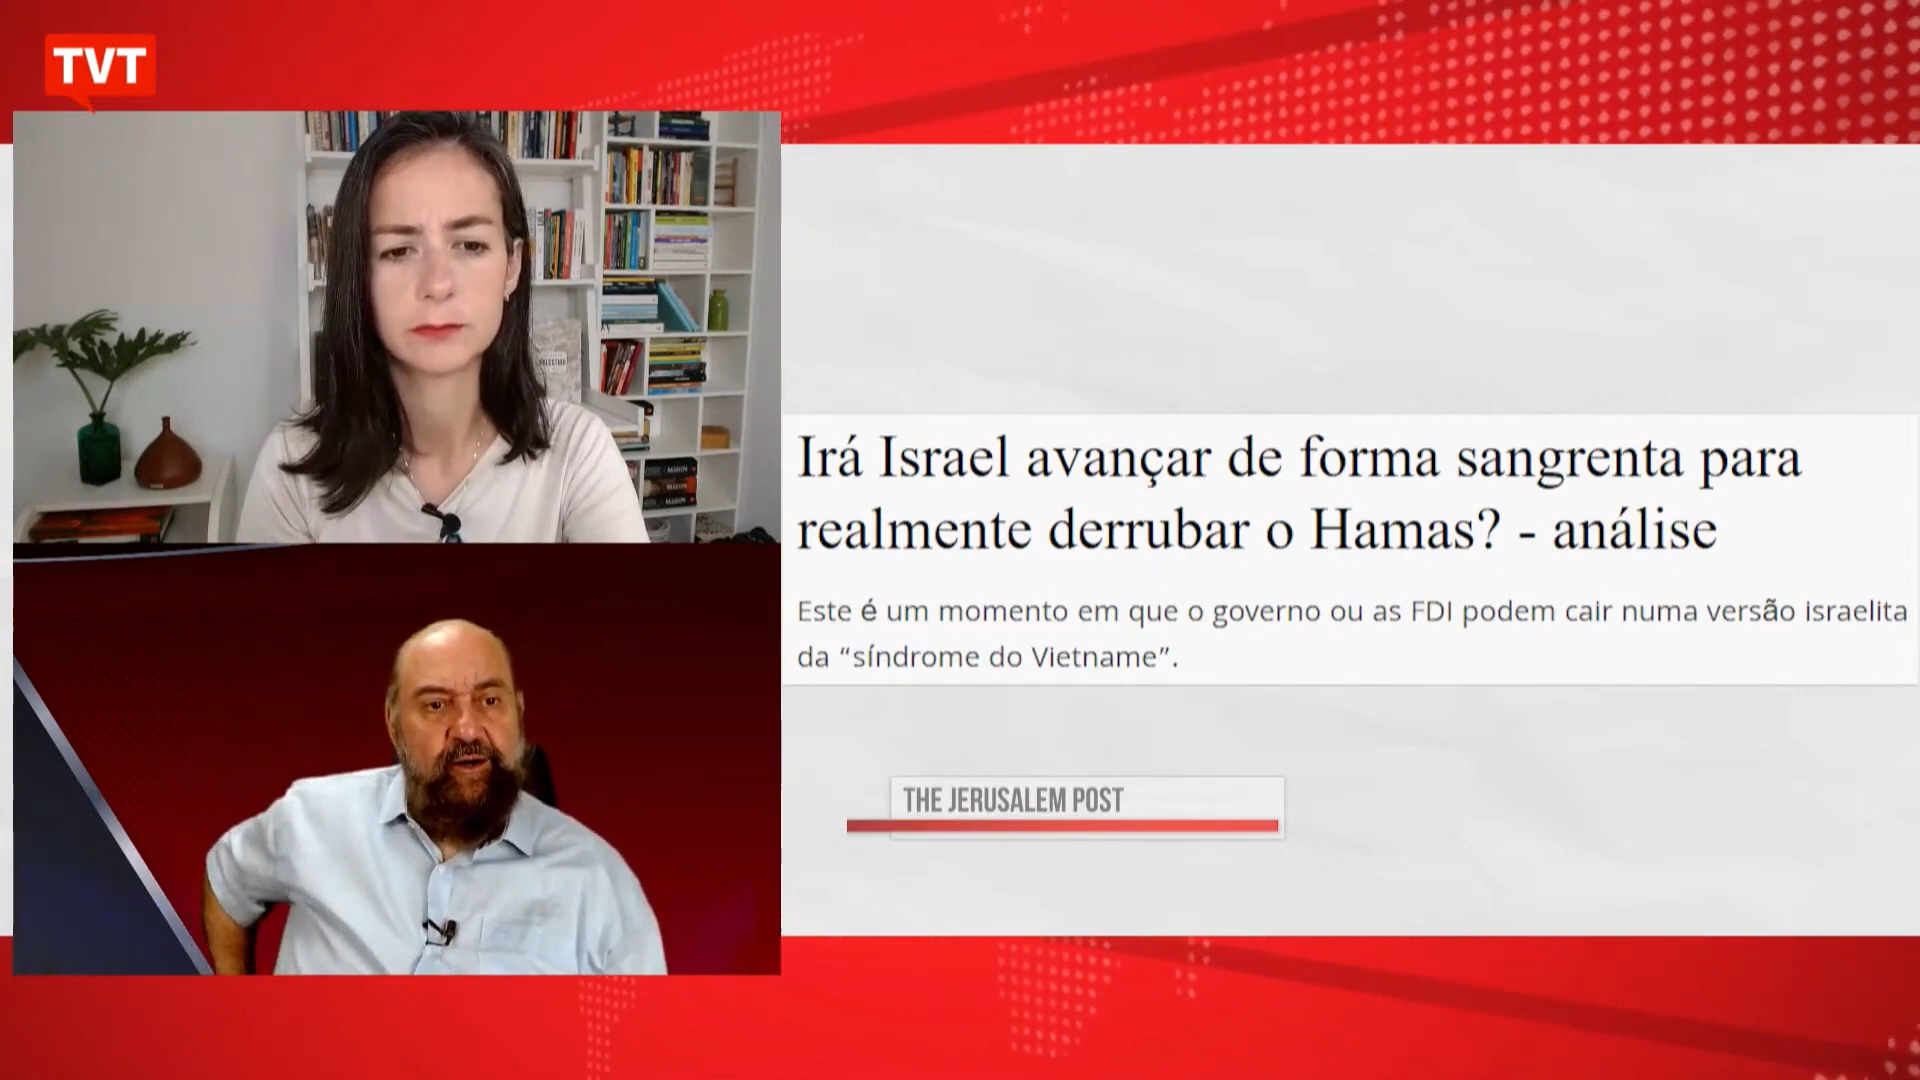 TVT
Irá Israel avançar de forma sangrenta para
realmente derrubar o Hamas? - análise
Este é um momento em que o governo ou as FDI podem cair numa versão israelita
da “síndrome do Vietname”.
THE JERUSALEM POST